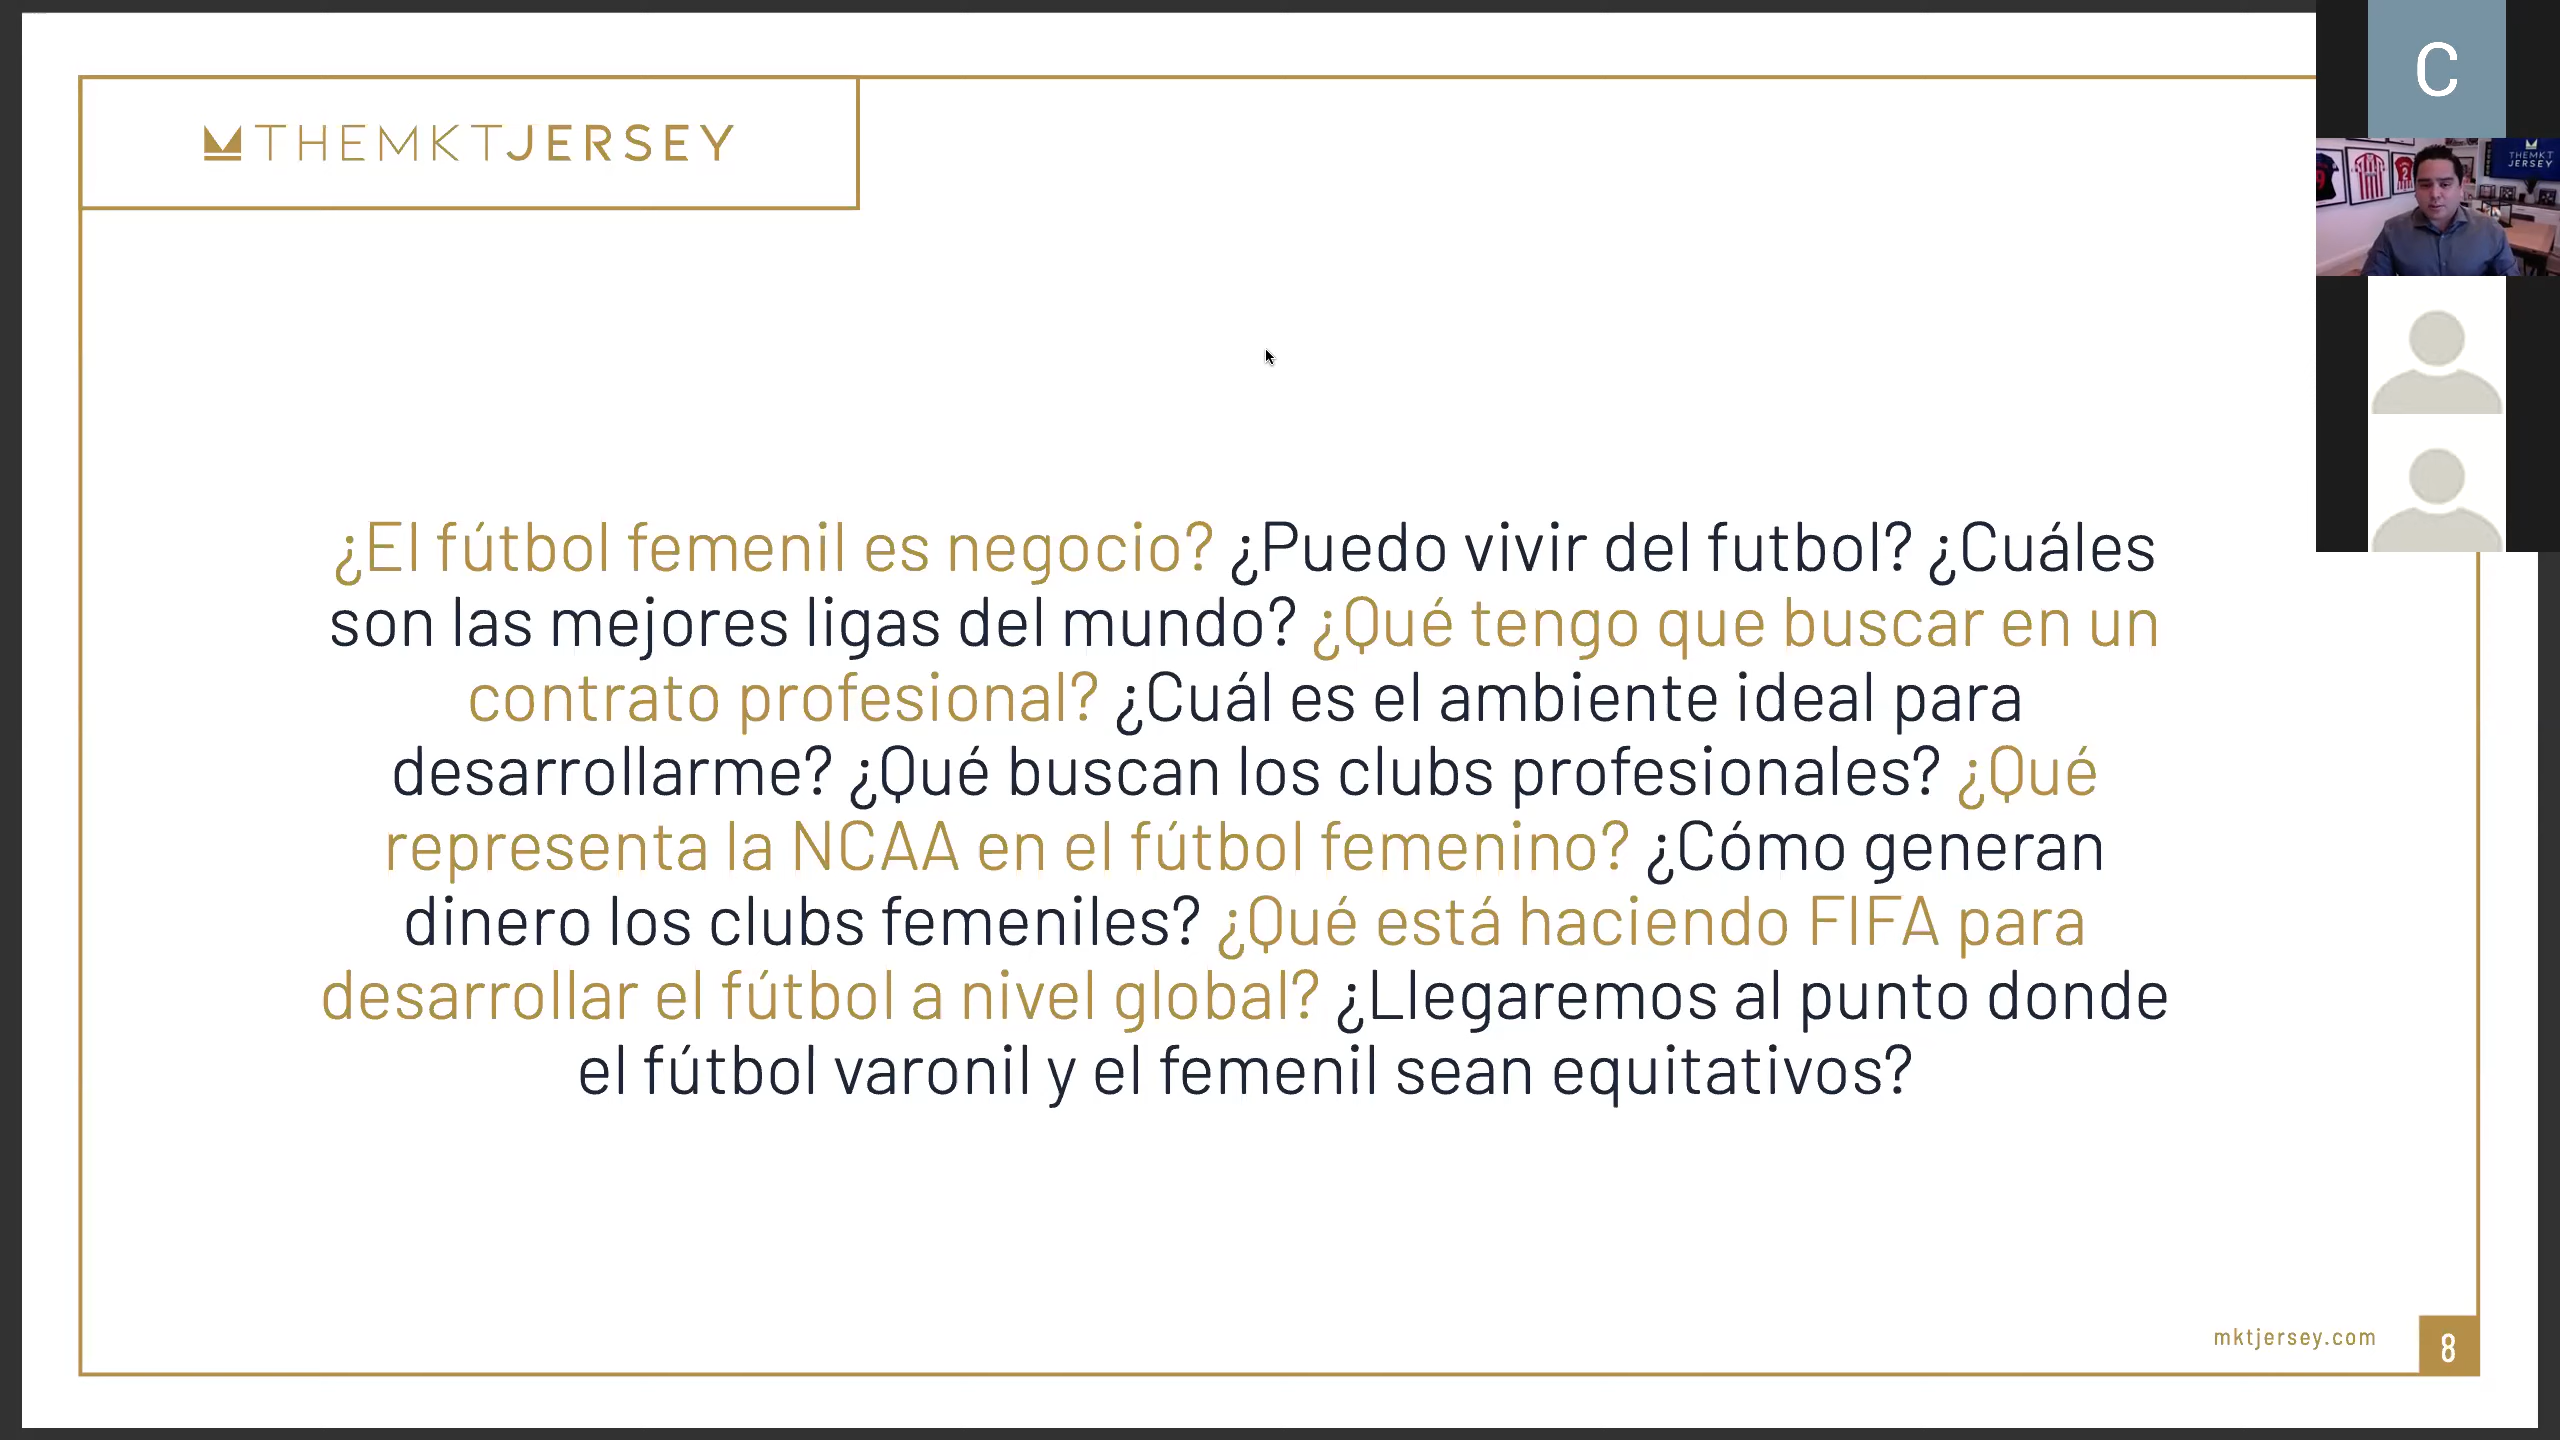 THEMKTJERSEY
C
THEMKT
JERSEY
¿El fútbol femenil es negocio? ¿Puedo vivir del futbol? ¿Cuáles
son las mejores ligas del mundo? ¿Qué tengo que buscar en un
contrato profesional? ¿Cuál es el ambiente ideal para
desarrollarme? ¿Qué buscan los clubs profesionales? ¿Qué
representa la NCAA en el fútbol femenino? ¿Cómo generan
dinero los clubs femeniles? ¿Qué está haciendo FIFA para
desarrollar el fútbol a nivel global? ¿Llegaremos al punto donde
el fútbol varonil y el femenil sean equitativos?
mktjersey.com
8